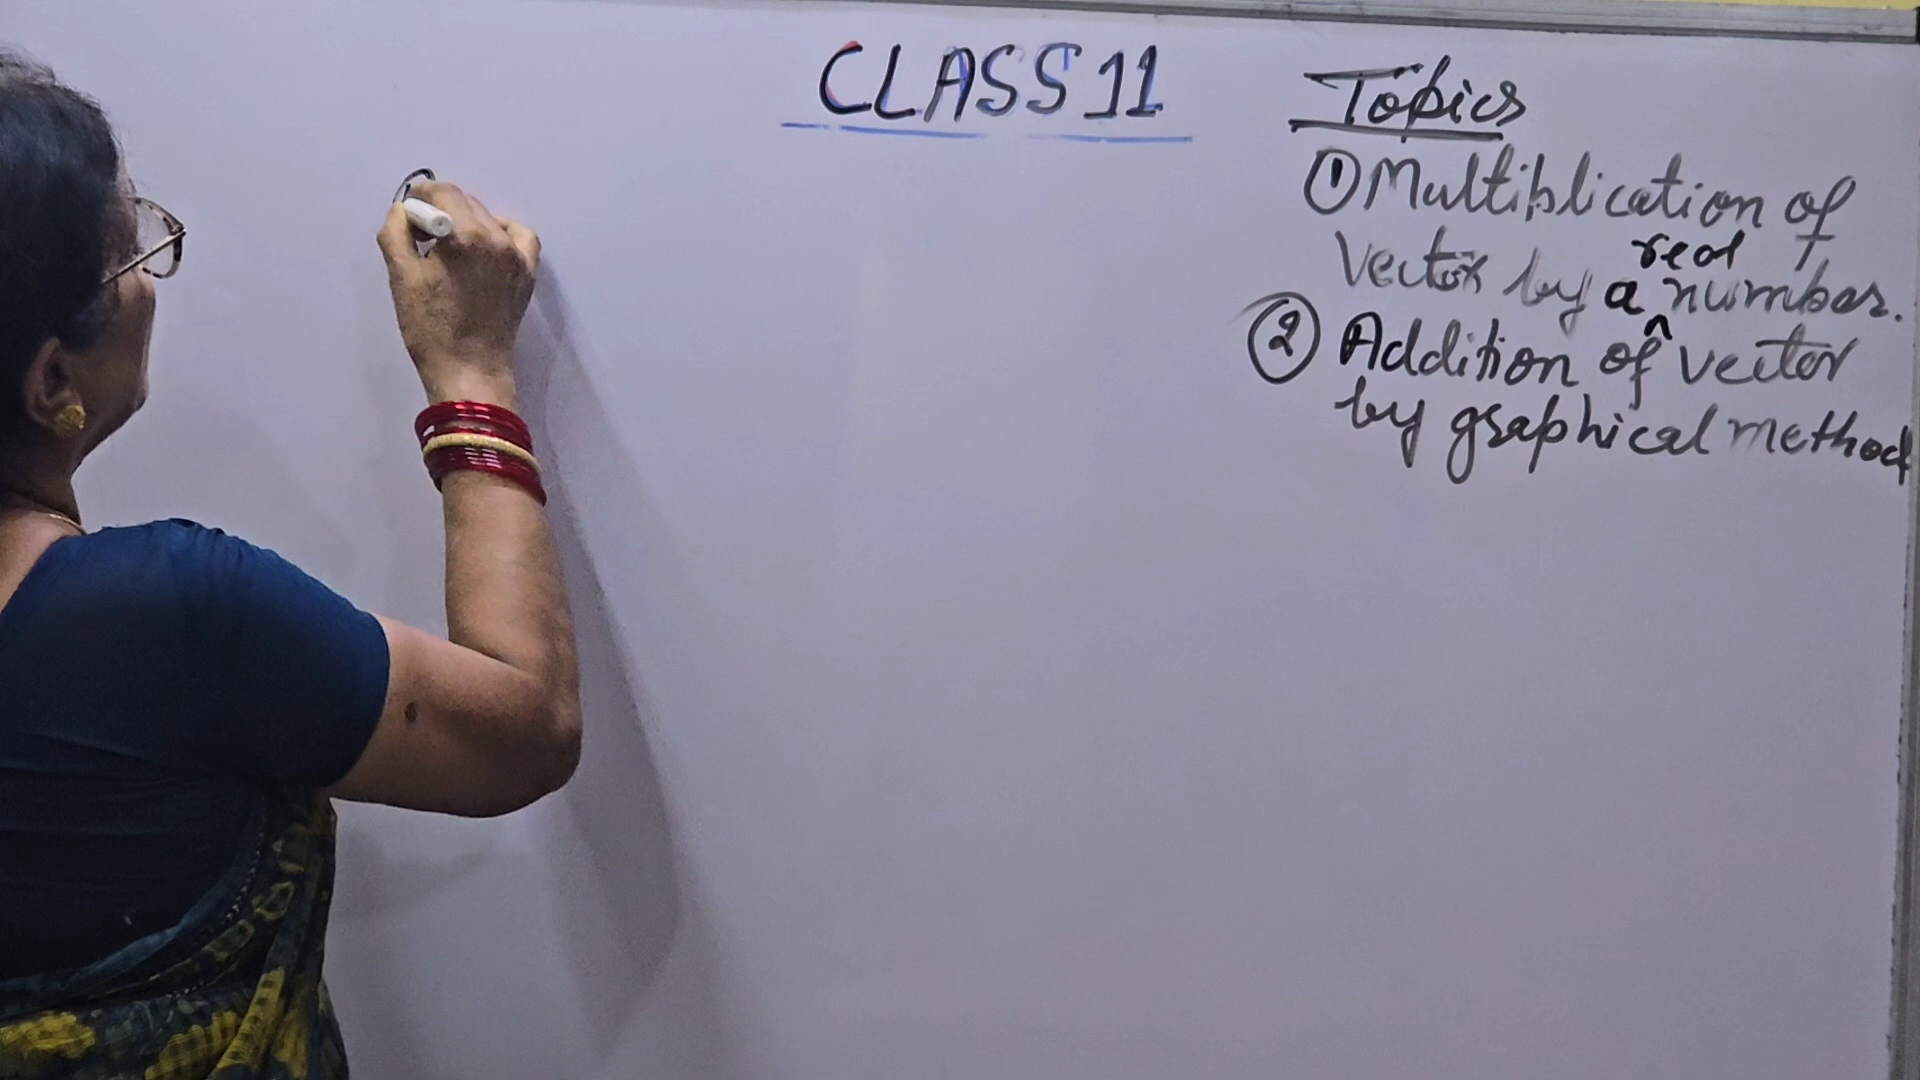 CLASS 11
Topics
① Multiplication of
vector by a real number.
② Addition of vector
by graphical method